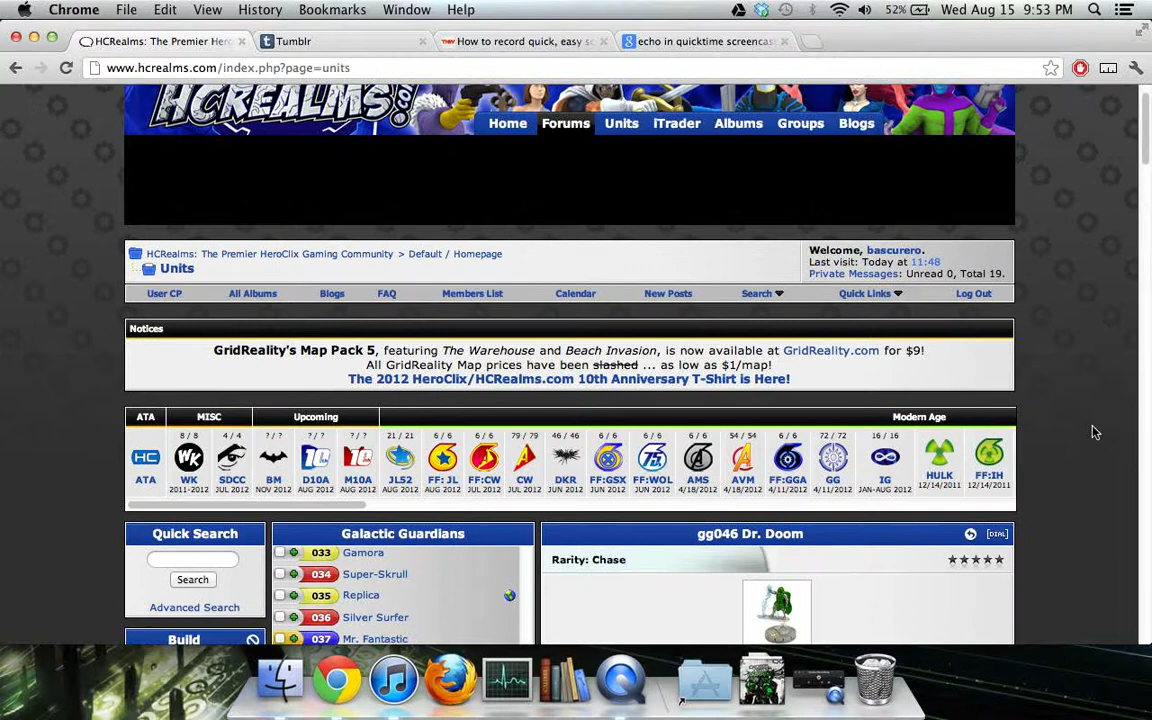 Chrome File Edit View History Bookmarks Window Help 52% Wed Aug 15 9:53 PM
HCRealms: The Premier Her Tumblr How to record quick, easy s echo in quicktime screencas
www.hcrealms.com/index.php?page=units
HCREALMS.CO
Home Forums Units iTrader Albums Groups Blogs
HCRealms: The Premier HeroClix Gaming Community > Default / Homepage
Units
Welcome, bascurero.
Last visit: Today at 11:48
Private Messages: Unread 0, Total 19.
User CP All Albums Blogs FAQ Members List Calendar New Posts Search Quick Links Log Out
Notices
GridReality's Map Pack 5, featuring The Warehouse and Beach Invasion, is now available at GridReality.com for $9!
All GridReality Map prices have been slashed ... as low as $1/map!
The 2012 HeroClix/HCRealms.com 10th Anniversary T-Shirt is Here!
ATA MISC Upcoming Modern Age
8 / 8 4 / 4 ? / ? ? / ? ? / ? 21 / 21 6 / 6 6 / 6 79 / 79 46 / 46 6 / 6 6 / 6 6 / 6 54 / 54 6 / 6 72 / 72 16 / 16
HC WK
ATA WK SDCC BM D10A M10A JL52 FF: JL FF:CW CW DKR FF:GSX FF:WOL AMS AVM FF:GGA GG IG HULK FF:IH
2011-2012 JUL 2012 NOV 2012 AUG 2012 AUG 2012 AUG 2012 AUG 2012 JUL 2012 JUL 2012 JUN 2012 JUN 2012 JUN 2012 4/18/2012 4/18/2012 4/11/2012 4/11/2012 JAN-AUG 2012 12/14/2011 12/14/2011
Quick Search
Search
Advanced Search
Build
Galactic Guardians
033 Gamora
034 Super-Skrull
035 Replica
036 Silver Surfer
037 Mr. Fantastic
gg046 Dr. Doom
[DIAL]
Rarity: Chase